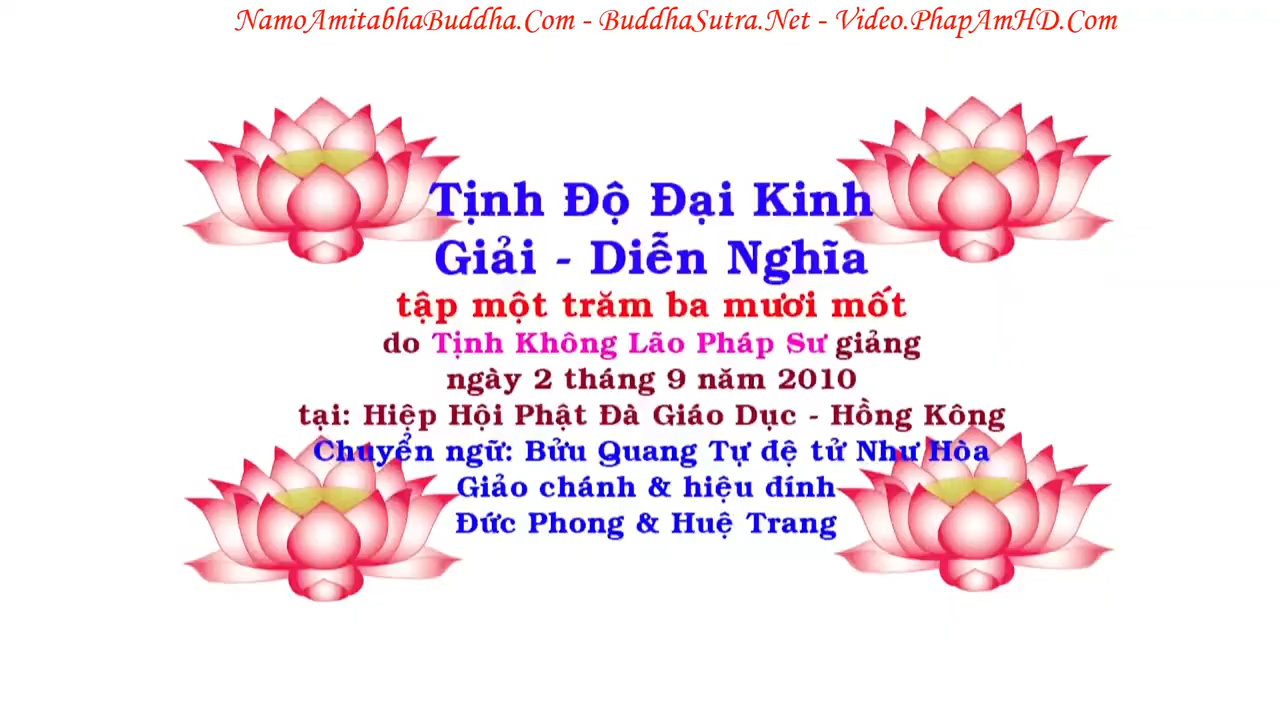 NamoAmitabhaBuddha.Com - BuddhaSutra.Net - Video.PhapAmHD.Com
Tịnh Độ Đại Kinh
Giải - Diễn Nghĩa
tập một trăm ba mươi mốt
do Tịnh Không Lão Pháp Sư giảng
ngày 2 tháng 9 năm 2010
tại: Hiệp Hội Phật Đà Giáo Dục - Hồng Kông
Chuyển ngữ: Bửu Quang Tự đệ tử Như Hòa
Giảo chánh & hiệu đính
Đức Phong & Huệ Trang